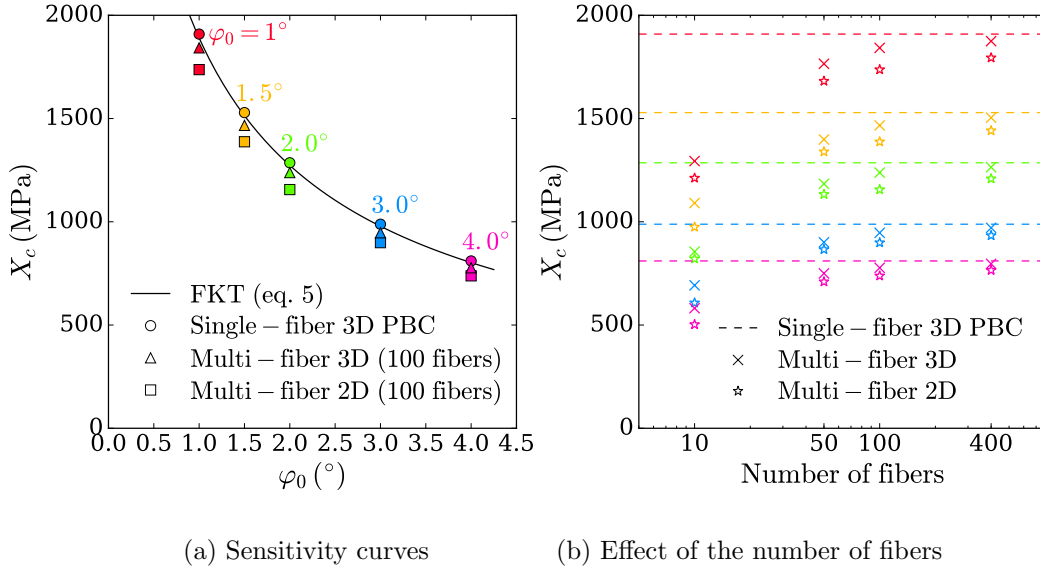 2000
1500
1000
500
0
X_c (MPa)
φ_0 = 1°
1.5°
2.0°
3.0°
4.0°
FKT (eq. 5)
Single − fiber 3D PBC
Multi − fiber 3D (100 fibers)
Multi − fiber 2D (100 fibers)
0.0 0.5 1.0 1.5 2.0 2.5 3.0 3.5 4.0 4.5
φ_0 (°)
(a) Sensitivity curves
2000
1500
1000
500
0
X_c (MPa)
Single − fiber 3D PBC
Multi − fiber 3D
Multi − fiber 2D
10 50 100 400
Number of fibers
(b) Effect of the number of fibers